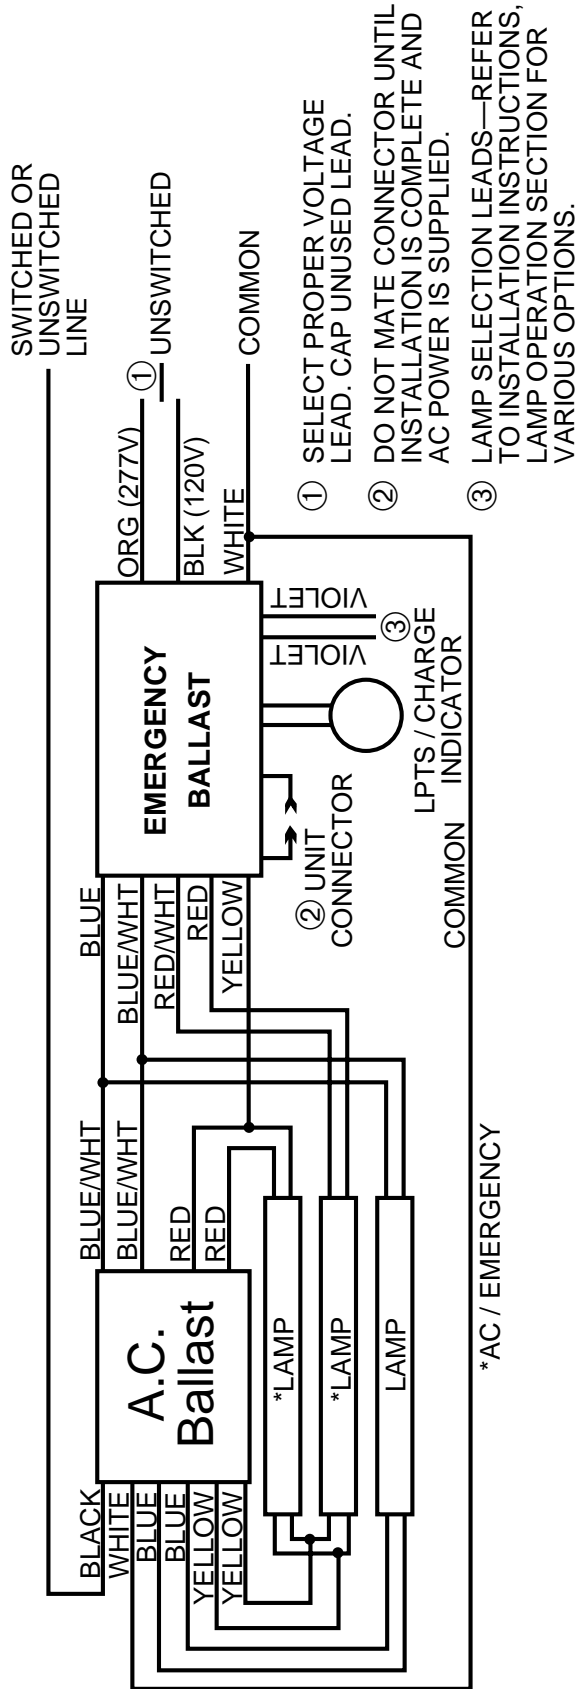 SWITCHED OR
UNSWITCHED
LINE
① UNSWITCHED
ORG (277V)
BLK (120V)
WHITE
COMMON
EMERGENCY
BALLAST
BLUE
BLUE/WHT
RED/WHT
RED
YELLOW
VIOLET
VIOLET
③
LPTS / CHARGE
INDICATOR
② UNIT
CONNECTOR
COMMON
BLUE/WHT
BLUE/WHT
RED
RED
A.C.
Ballast
BLACK
WHITE
BLUE
BLUE
YELLOW
YELLOW
*LAMP
*LAMP
LAMP
*AC / EMERGENCY
① SELECT PROPER VOLTAGE
LEAD. CAP UNUSED LEAD.
② DO NOT MATE CONNECTOR UNTIL
INSTALLATION IS COMPLETE AND
AC POWER IS SUPPLIED.
③ LAMP SELECTION LEADS—REFER
TO INSTALLATION INSTRUCTIONS,
LAMP OPERATION SECTION FOR
VARIOUS OPTIONS.